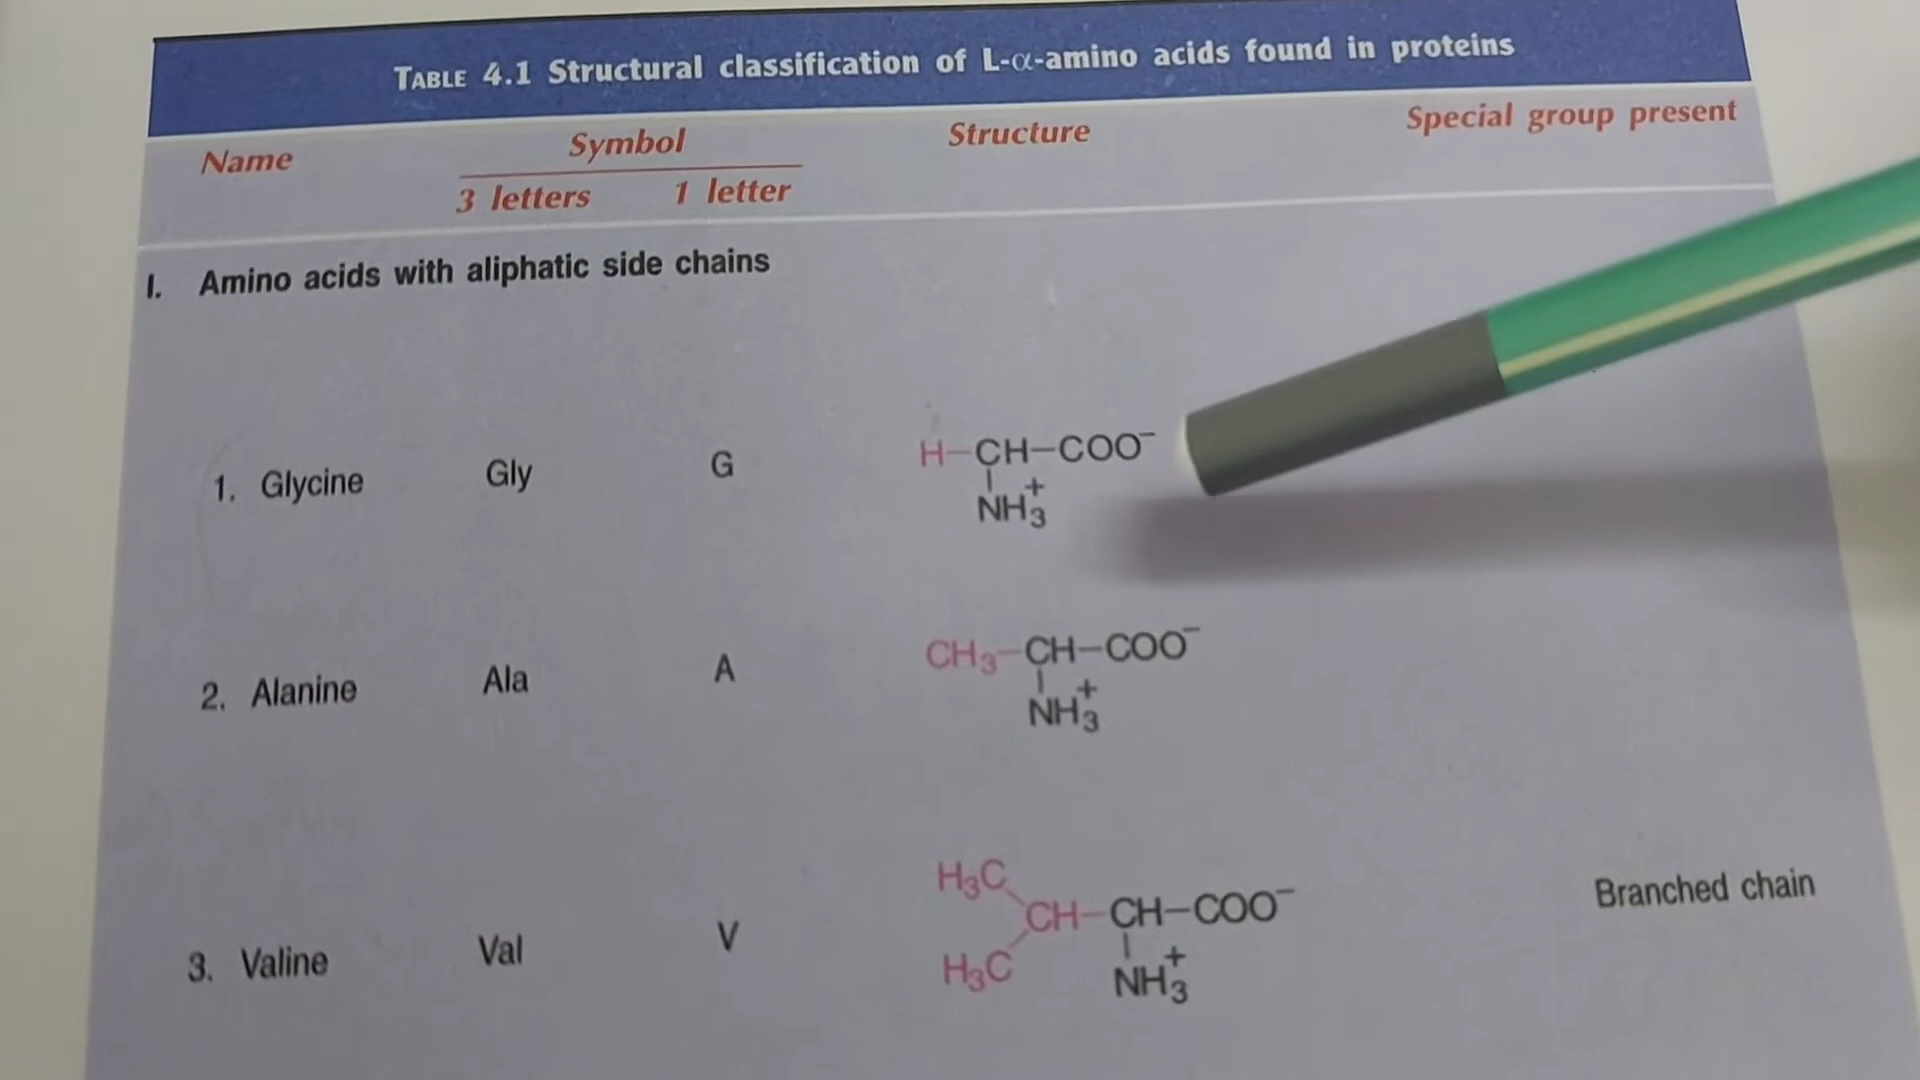 TABLE 4.1 Structural classification of L-α-amino acids found in proteins
Name Symbol Structure Special group present
3 letters 1 letter
I. Amino acids with aliphatic side chains
1. Glycine Gly G H–CH–COO⁻
NH₃⁺
2. Alanine Ala A CH₃–CH–COO⁻
NH₃⁺
H₃C
3. Valine Val V CH–CH–COO⁻ Branched chain
H₃C NH₃⁺